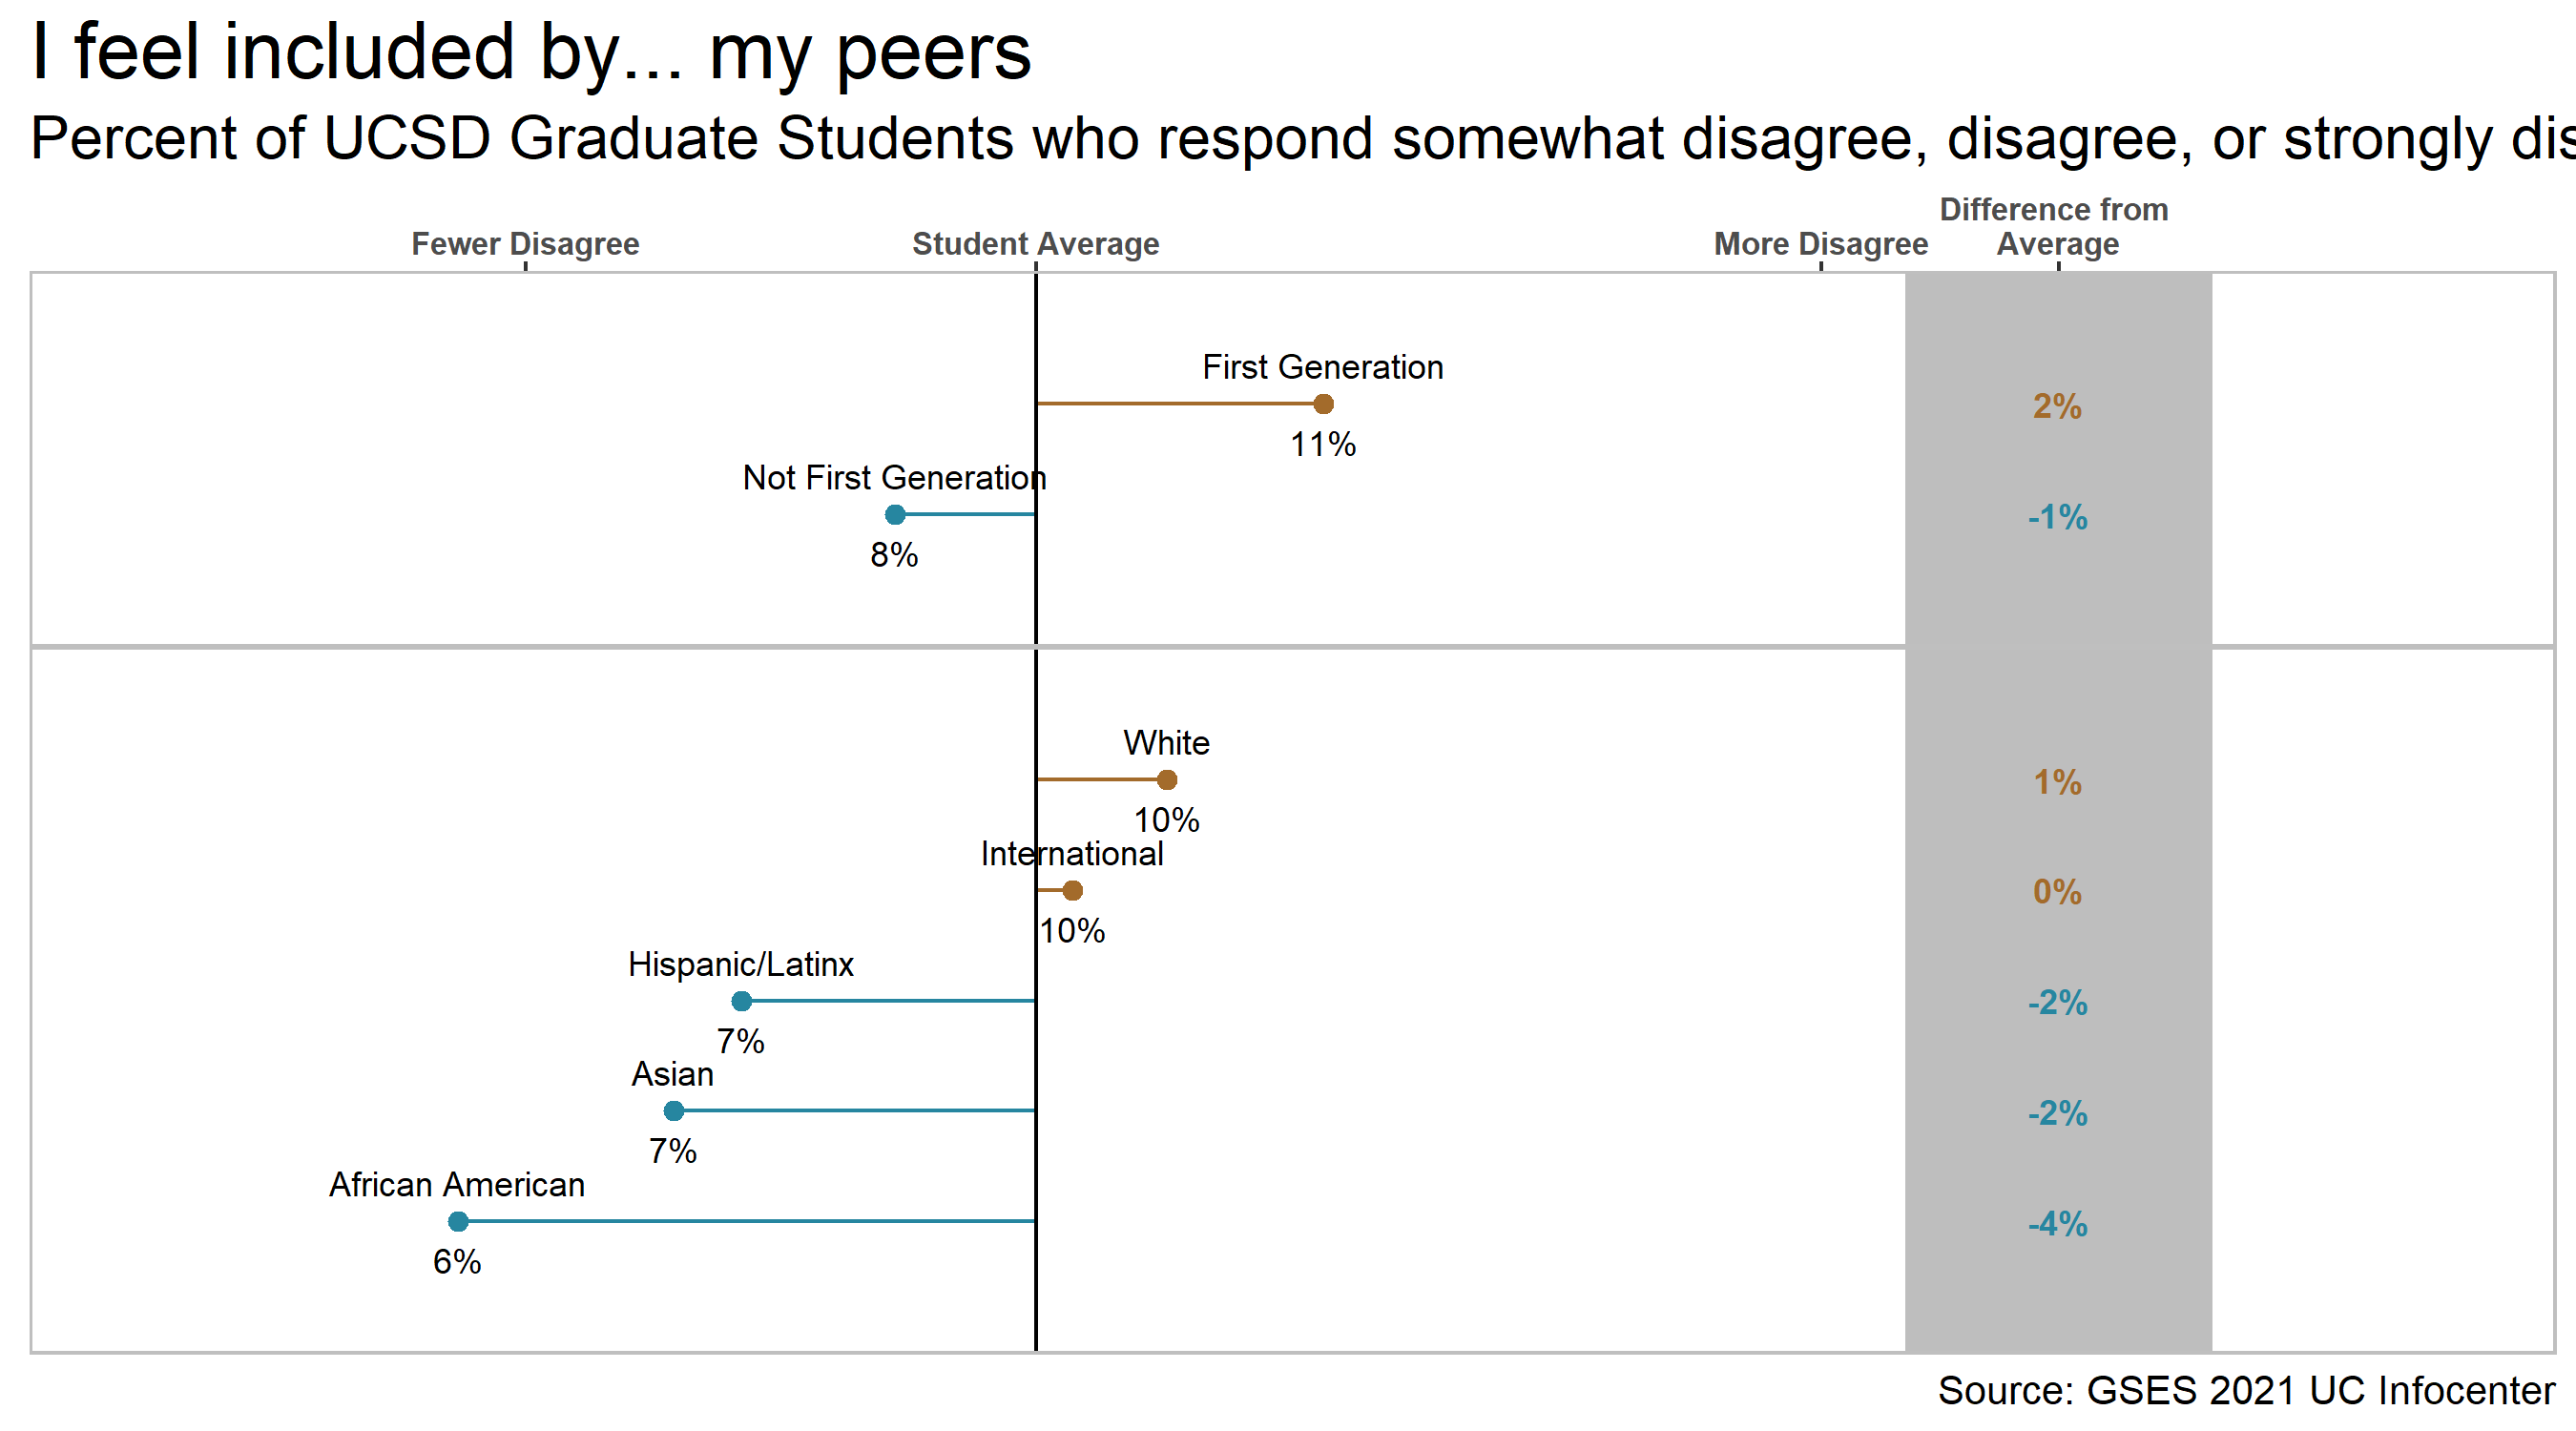 I feel included by... my peers
Percent of UCSD Graduate Students who respond somewhat disagree, disagree, or strongly dis
Fewer Disagree
Student Average
More Disagree
Difference from
Average
First Generation
2%
11%
Not First Generation
-1%
8%
White
1%
10%
International
0%
10%
Hispanic/Latinx
-2%
7%
Asian
-2%
7%
African American
-4%
6%
Source: GSES 2021 UC Infocenter